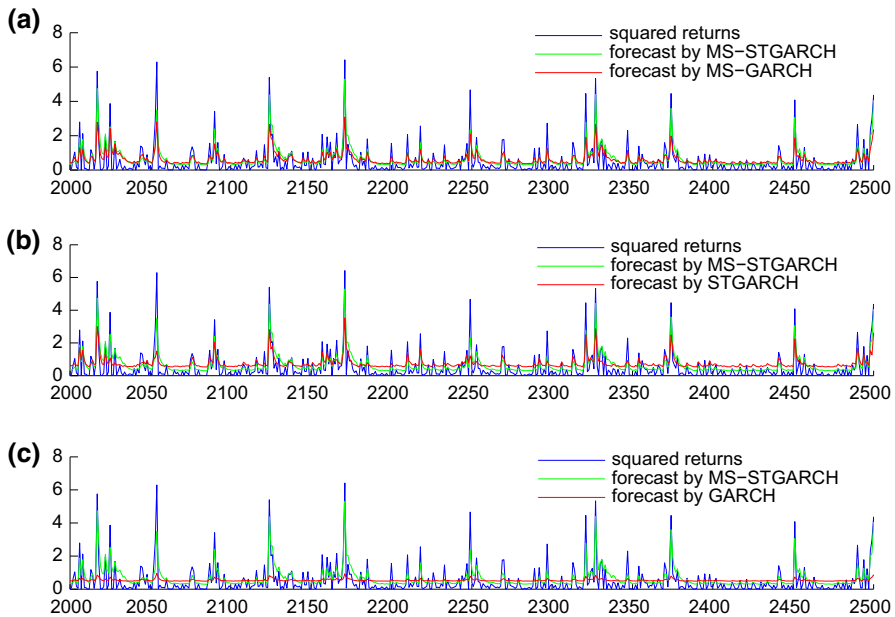 (a)
8
6
4
2
0
squared returns
forecast by MS−STGARCH
forecast by MS−GARCH
2000 2050 2100 2150 2200 2250 2300 2350 2400 2450 2500
(b)
8
6
4
2
0
squared returns
forecast by MS−STGARCH
forecast by STGARCH
2000 2050 2100 2150 2200 2250 2300 2350 2400 2450 2500
(c)
8
6
4
2
0
squared returns
forecast by MS−STGARCH
forecast by GARCH
2000 2050 2100 2150 2200 2250 2300 2350 2400 2450 2500